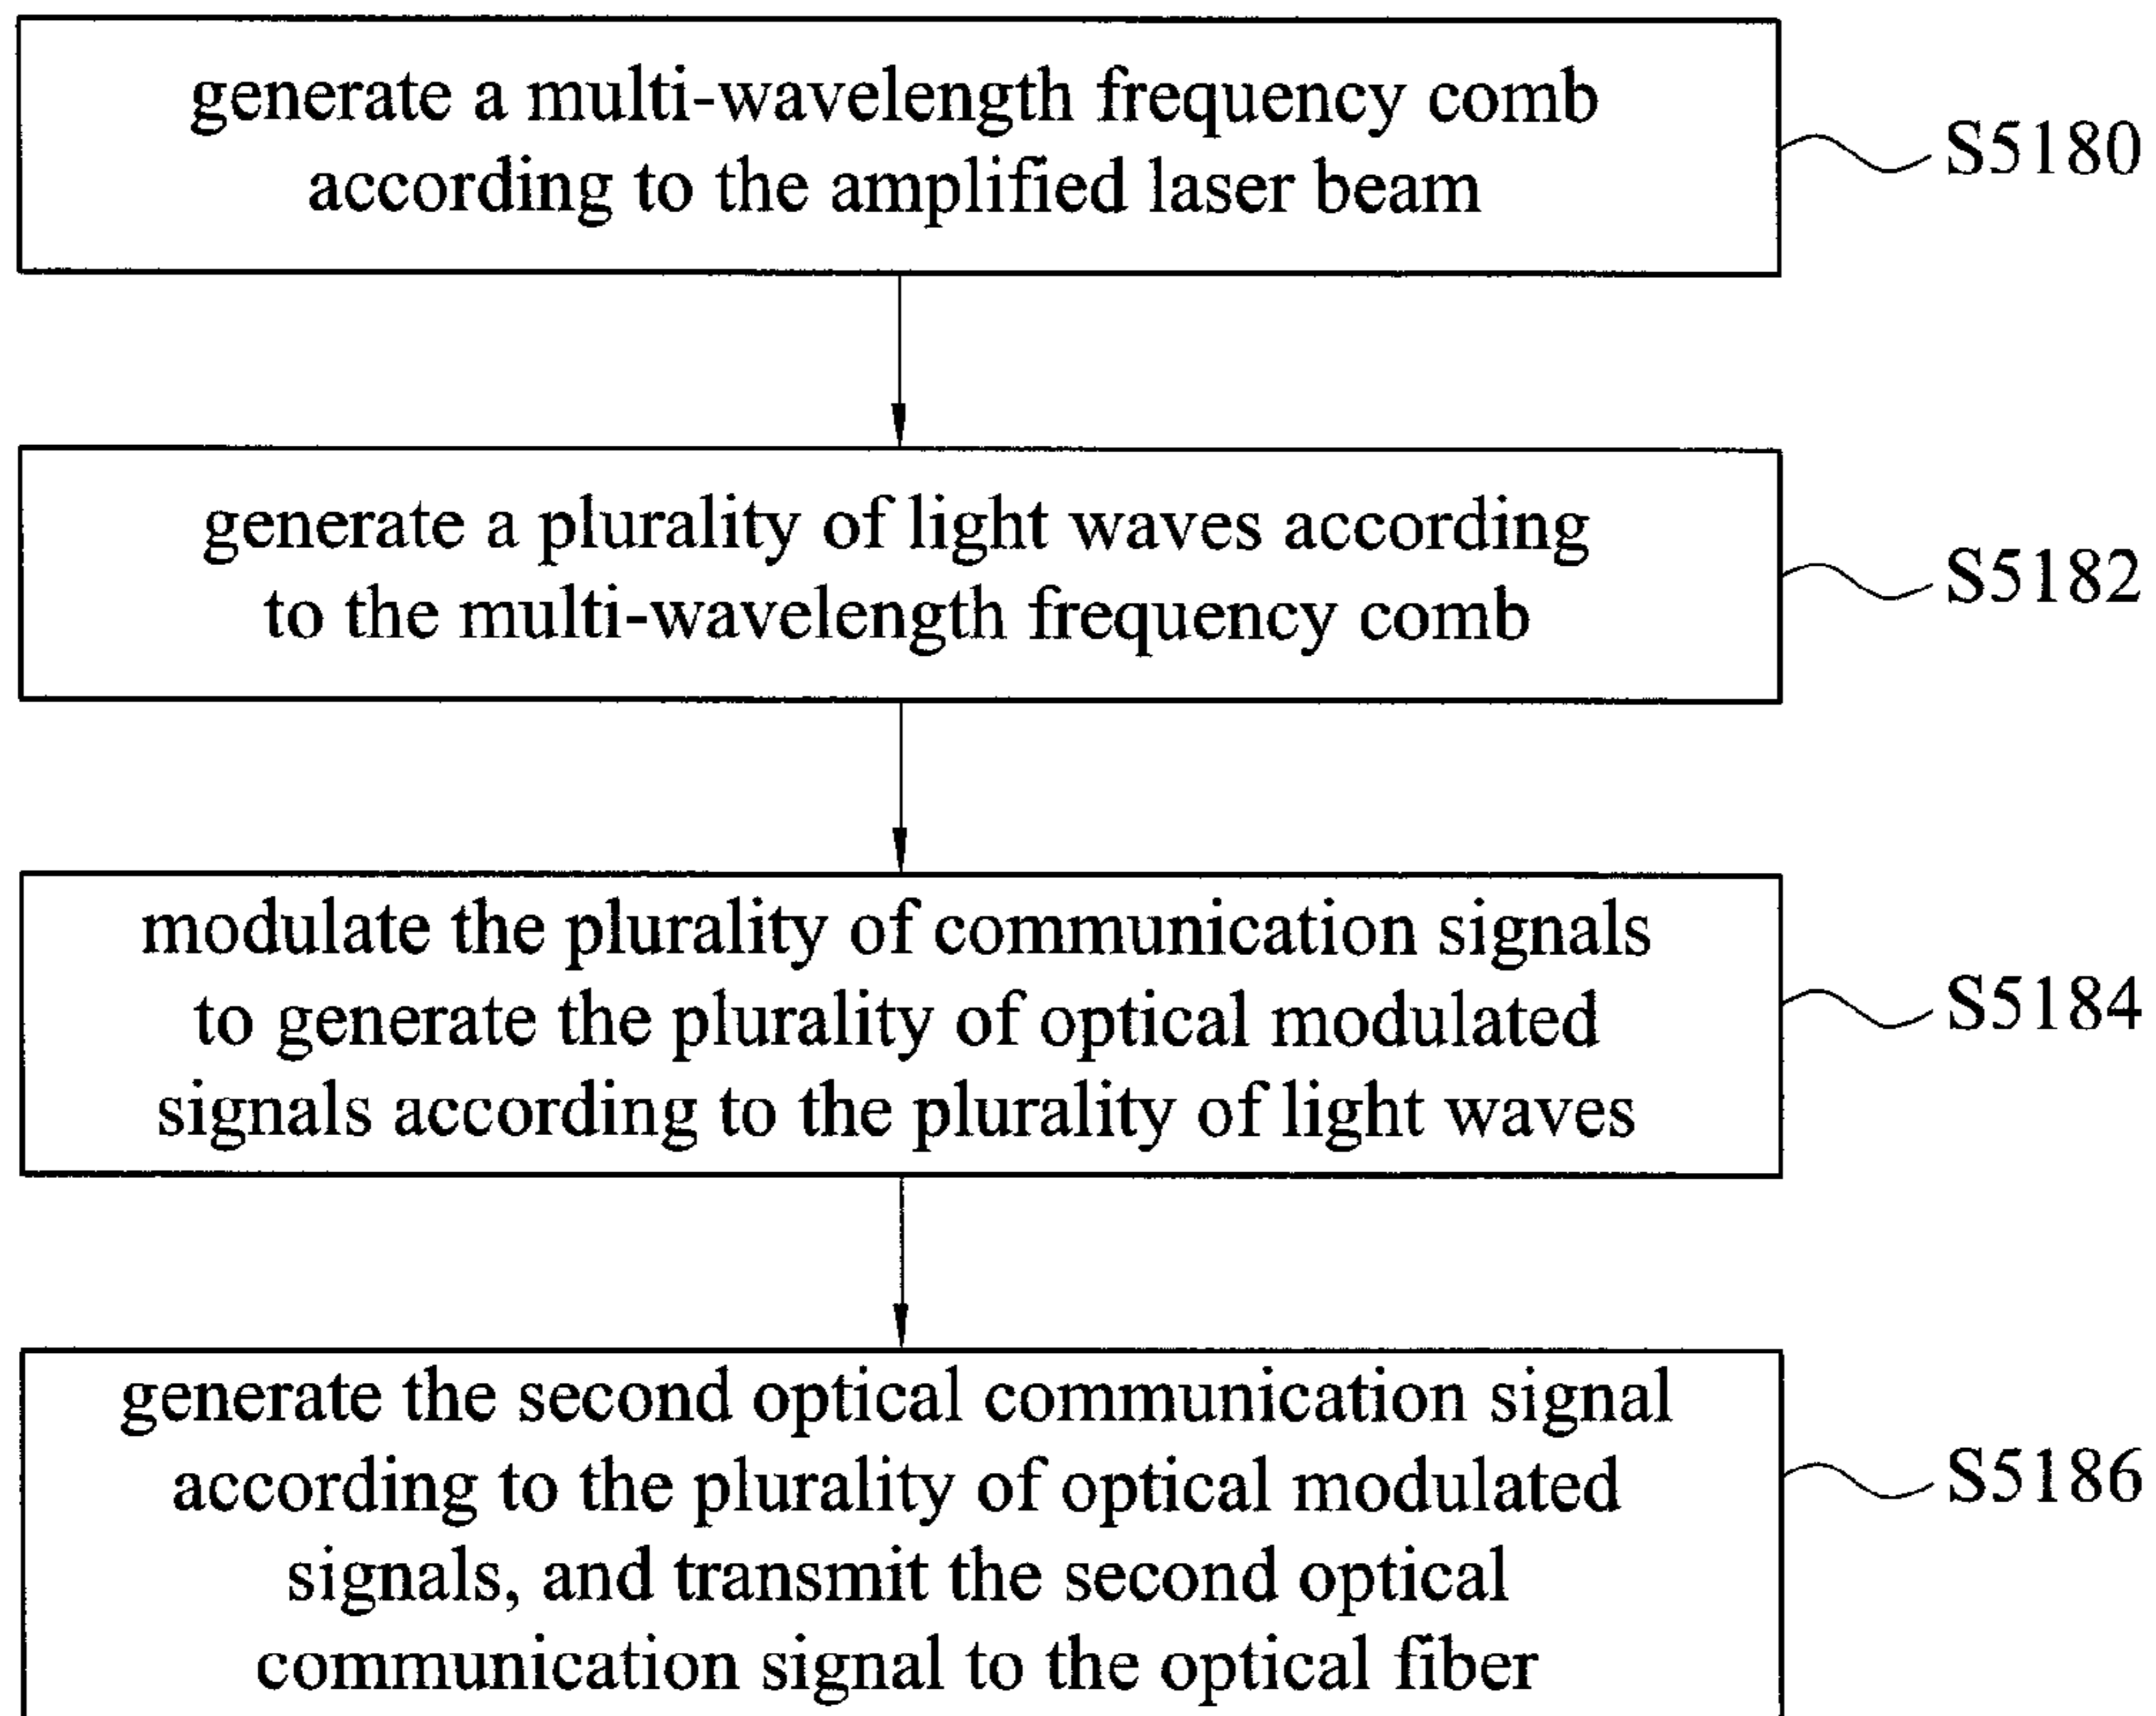 generate a multi-wavelength frequency comb
according to the amplified laser beam
S5180
generate a plurality of light waves according
to the multi-wavelength frequency comb
S5182
modulate the plurality of communication signals
to generate the plurality of optical modulated
signals according to the plurality of light waves
S5184
generate the second optical communication signal
according to the plurality of optical modulated
signals, and transmit the second optical
communication signal to the optical fiber
S5186